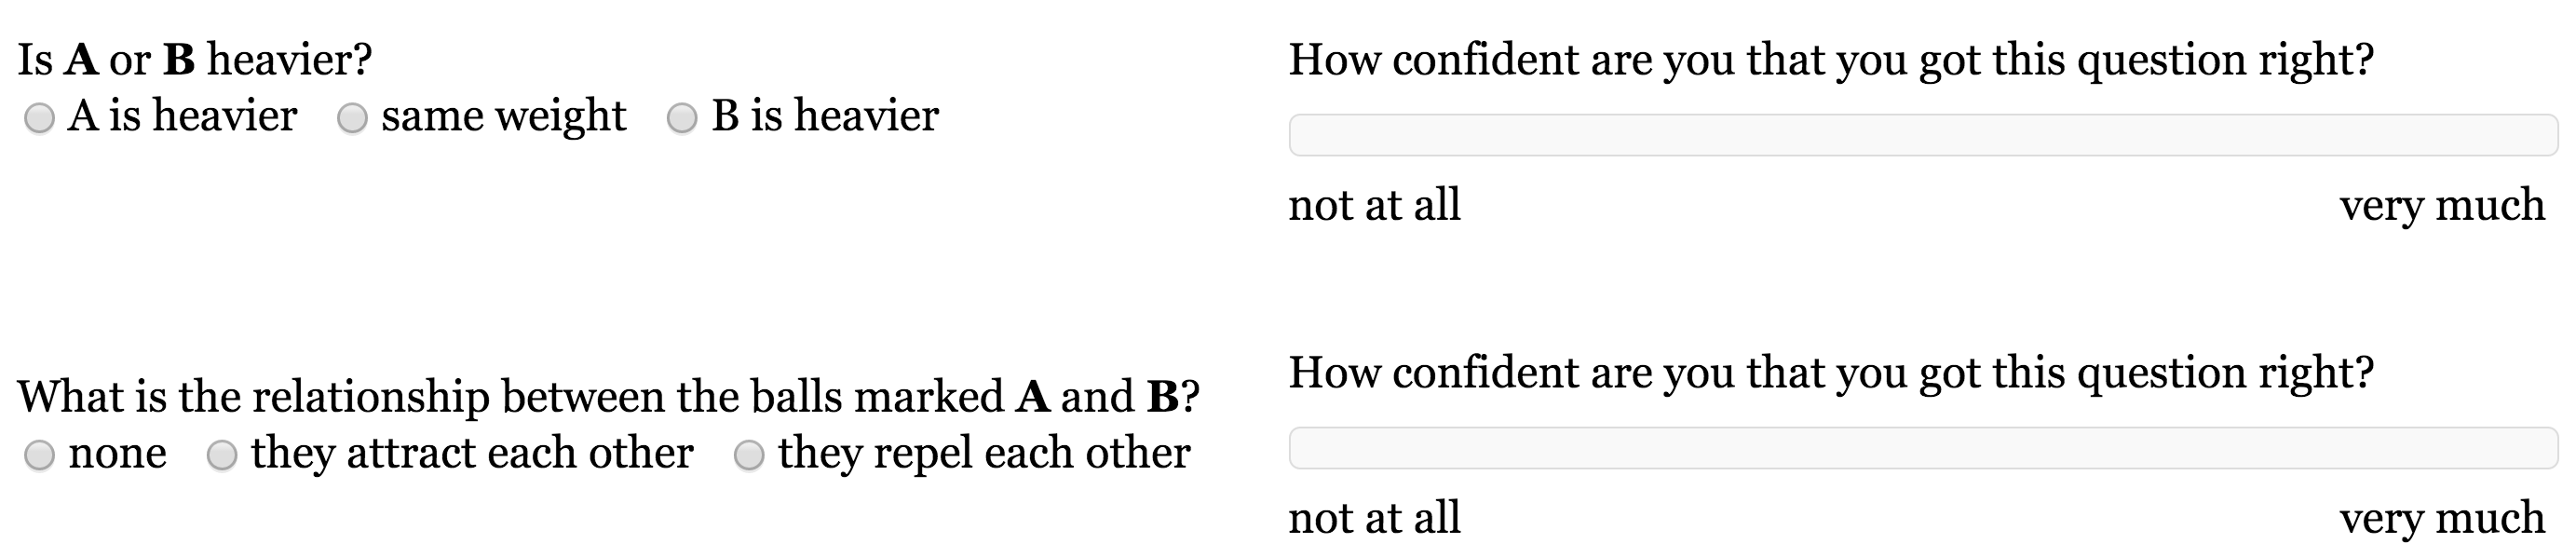 Is A or B heavier?
A is heavier same weight B is heavier
How confident are you that you got this question right?
not at all very much
What is the relationship between the balls marked A and B?
none they attract each other they repel each other
How confident are you that you got this question right?
not at all very much